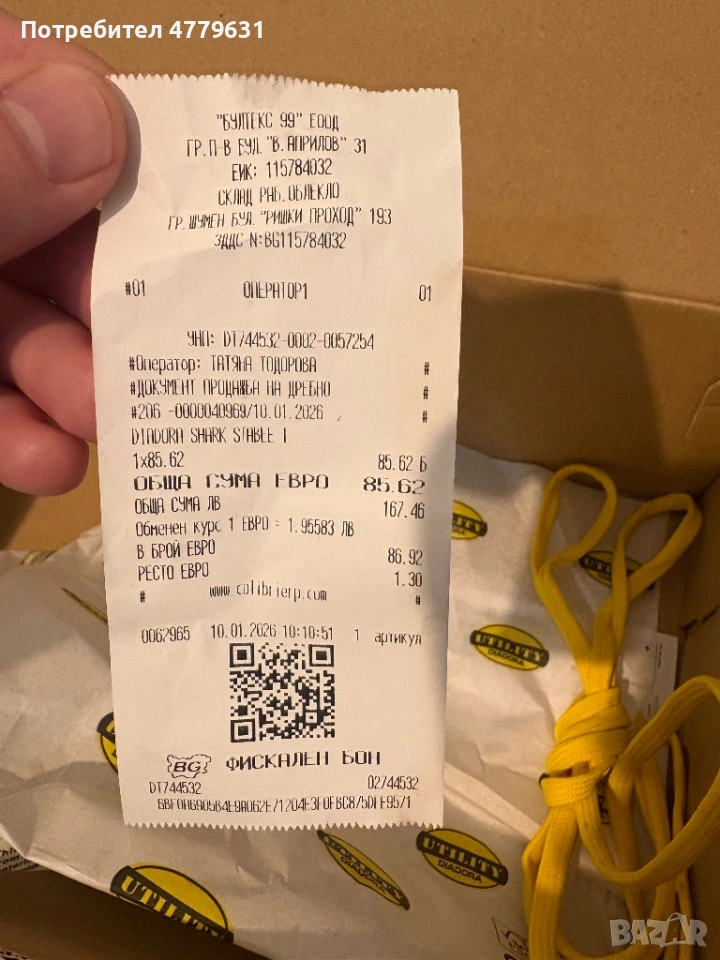 Потребител 4779631
"БУЛТЕКС 99" ЕООД
ГР.П-В БУЛ."В.АПРИЛОВ" 31
ЕИК: 115784032
СКЛАД РАБ.ОБЛЕКЛО
ГР.ШУМЕН БУЛ."РИШКИ ПРОХОД" 193
ЗДДС N:BG115784032
#01 ОПЕРАТОР1 01
УНП: DT744532-0002-0057254
#Оператор: ТАТЯНА ТОДОРОВА #
#ДОКУМЕНТ ПРОДАЖБА НА ДРЕБНО #
#206 -0000040969/10.01.2026 #
DIADORA SHARK STABLE I
1x85.62 85.62 Б
ОБЩА СУМА ЕВРО 85.62
ОБЩА СУМА ЛВ 167.46
Обменен курс 1 ЕВРО = 1.95583 ЛВ
В БРОЙ ЕВРО 86.92
РЕСТО ЕВРО 1.30
# www.colibrierp.com #
0062965 10.01.2026 10:10:51 1 артикул
BG ФИСКАЛЕН БОН
DT744532 02744532
UTILITY
DIADORA
UTILITY
DIADORA
UTILITY
BAZAR